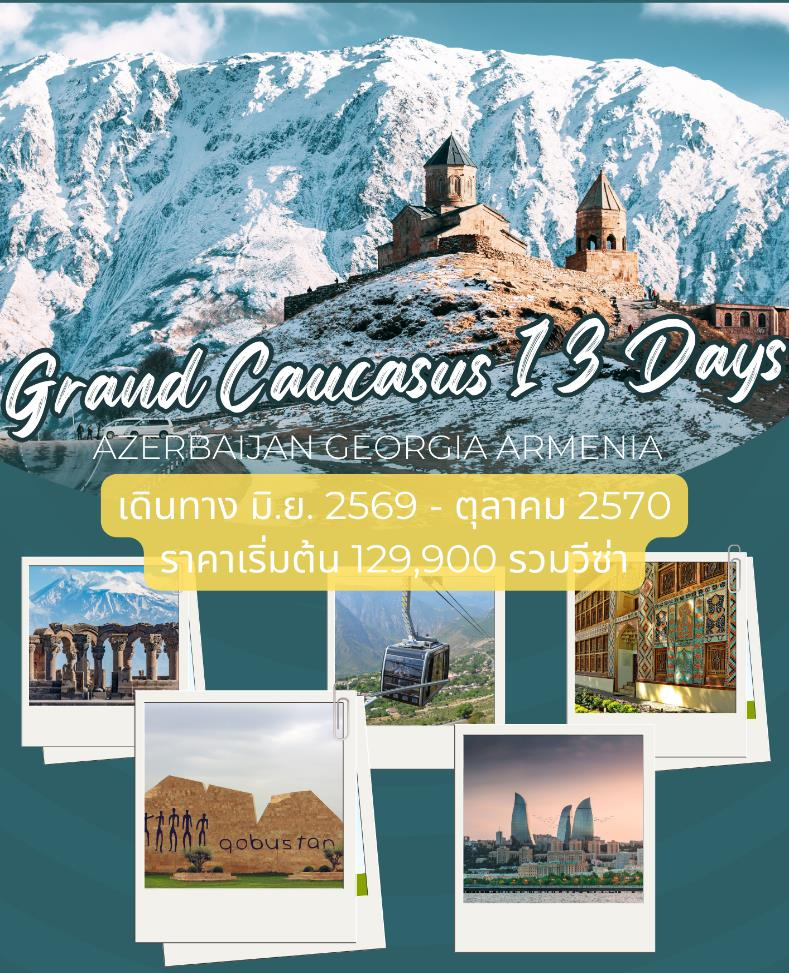 Grand Caucasus 13 Days
AZERBAIJAN GEORGIA ARMENIA
เดินทาง มิ.ย. 2569 - ตุลาคม 2570
ราคาเริ่มต้น 129,900 รวมวีซ่า
qobustan